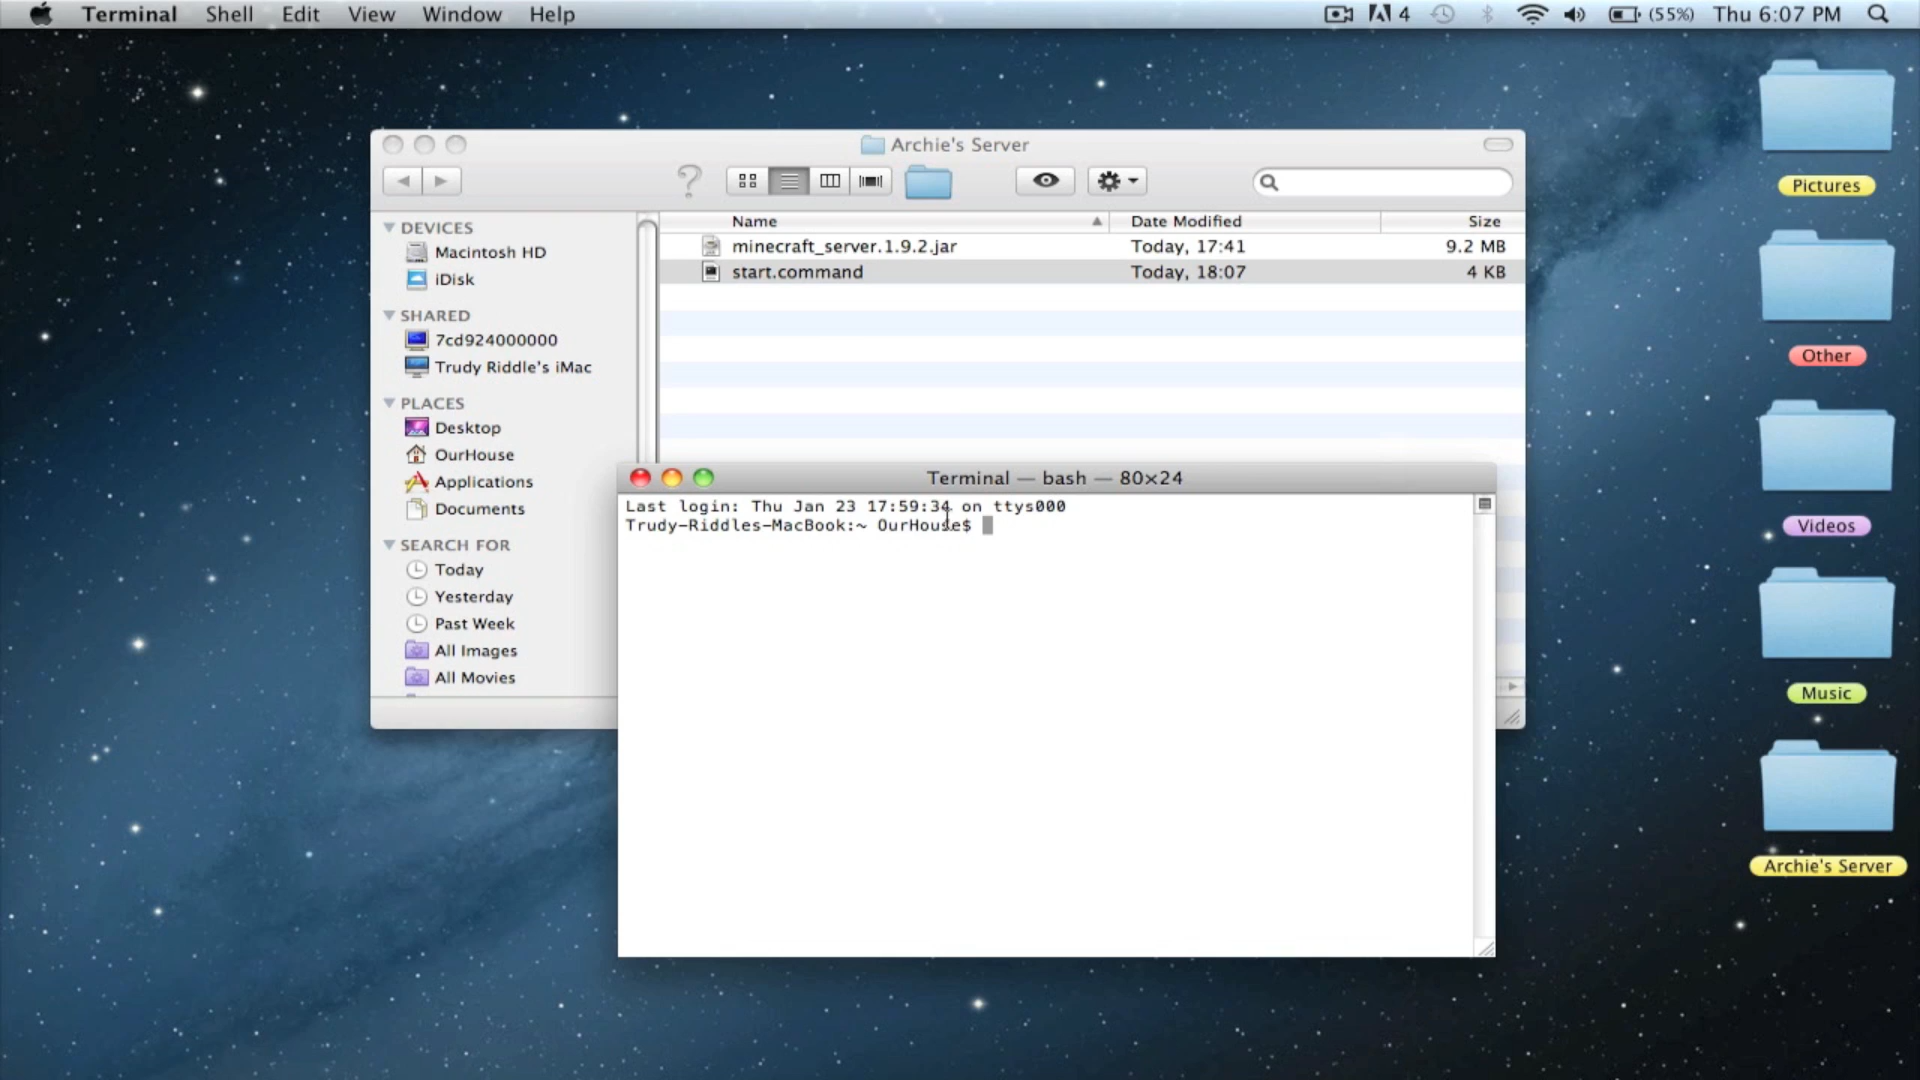 Terminal Shell Edit View Window Help 4 (55%) Thu 6:07 PM
Archie's Server
DEVICES
Macintosh HD
iDisk
SHARED
7cd924000000
Trudy Riddle's iMac
PLACES
Desktop
OurHouse
Applications
Documents
SEARCH FOR
Today
Yesterday
Past Week
All Images
All Movies
Name Date Modified Size
minecraft_server.1.9.2.jar Today, 17:41 9.2 MB
start.command Today, 18:07 4 KB
Terminal — bash — 80×24
Last login: Thu Jan 23 17:59:34 on ttys000
Trudy-Riddles-MacBook:~ OurHouse$
Pictures
Other
Videos
Music
Archie's Server